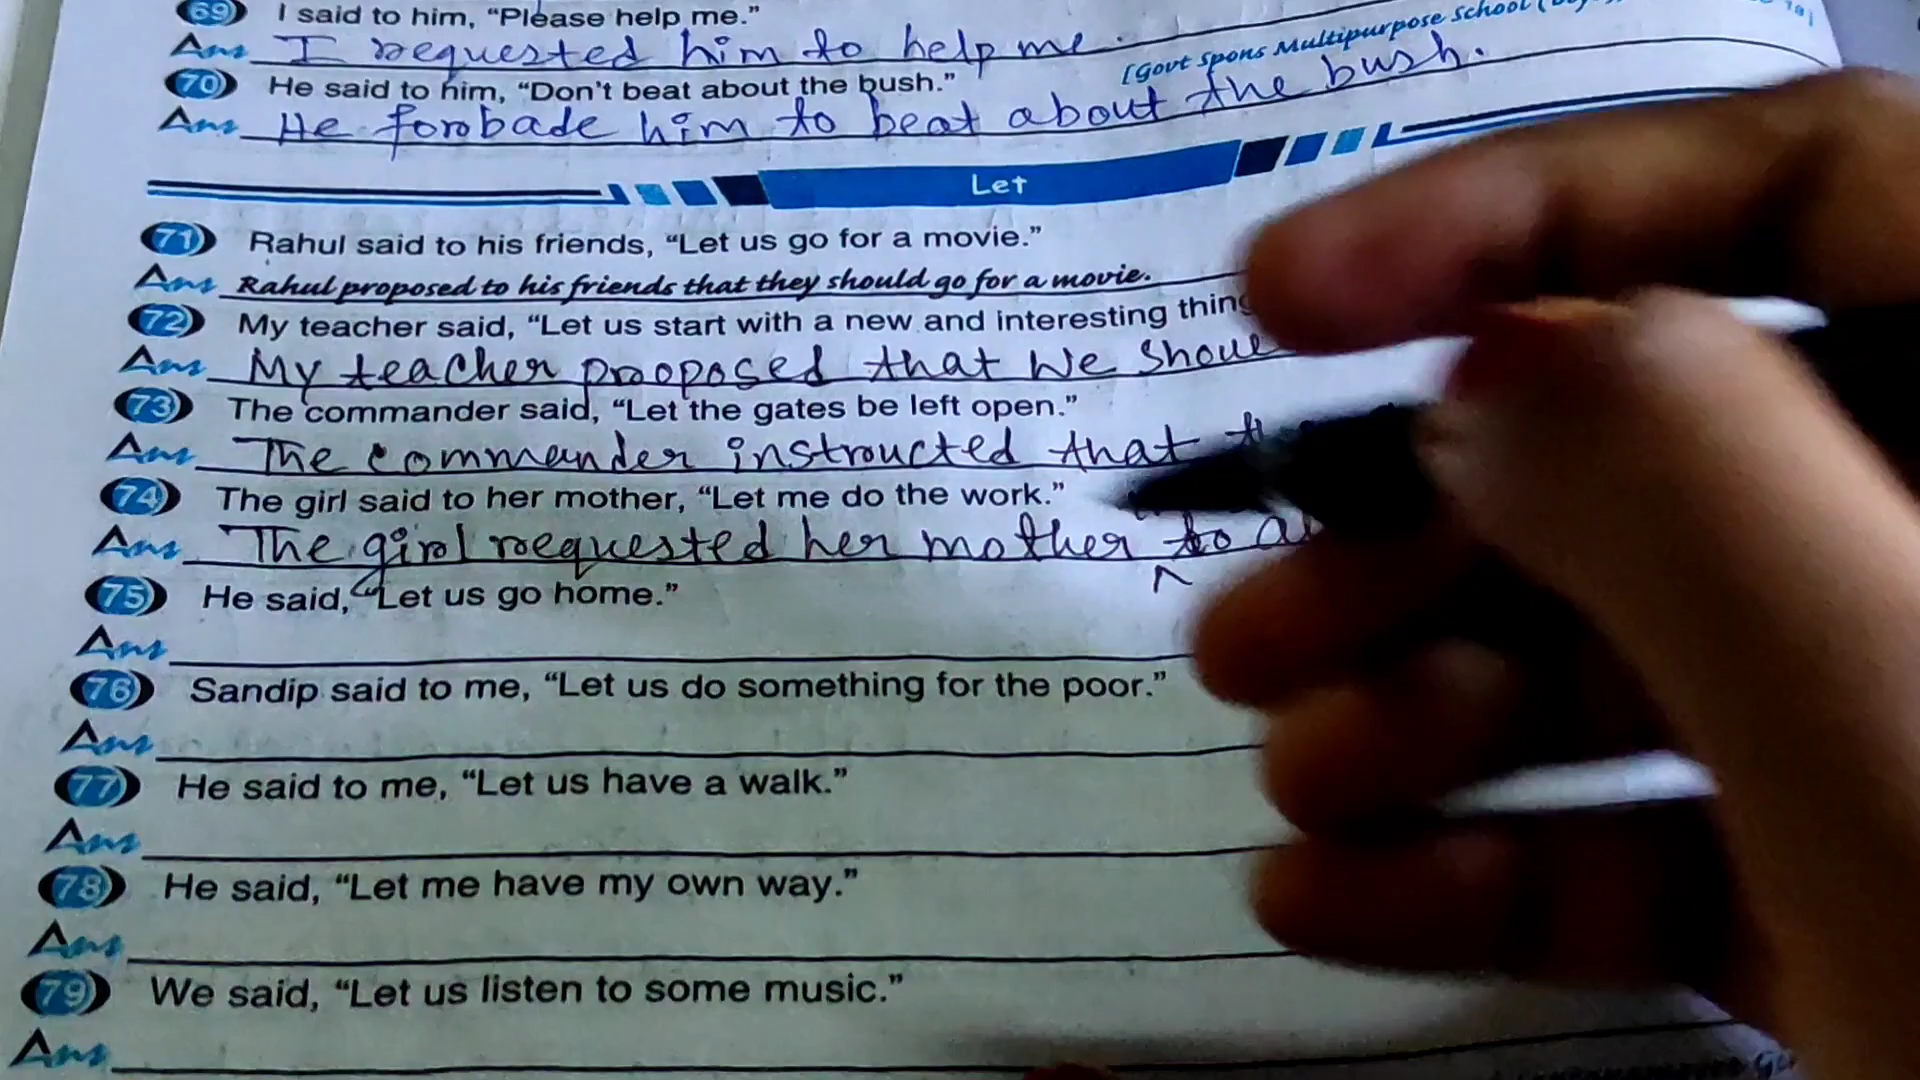 69 I said to him, “Please help me.”
Ans I requested him to help me.
[Govt Spons Multipurpose School
70 He said to him, “Don't beat about the bush.”
Ans He forbade him to beat about the bush.
Let
71 Rahul said to his friends, “Let us go for a movie.”
Ans Rahul proposed to his friends that they should go for a movie.
72 My teacher said, “Let us start with a new and interesting thing
Ans My teacher proposed that we
73 The commander said, “Let the gates be left open.”
Ans The commander instructed that
74 The girl said to her mother, “Let me do the work.”
Ans The girl requested her mother to
75 He said, “Let us go home.”
Ans
76 Sandip said to me, “Let us do something for the poor.”
Ans
77 He said to me, “Let us have a walk.”
Ans
78 He said, “Let me have my own way.”
Ans
79 We said, “Let us listen to some music.”
Ans